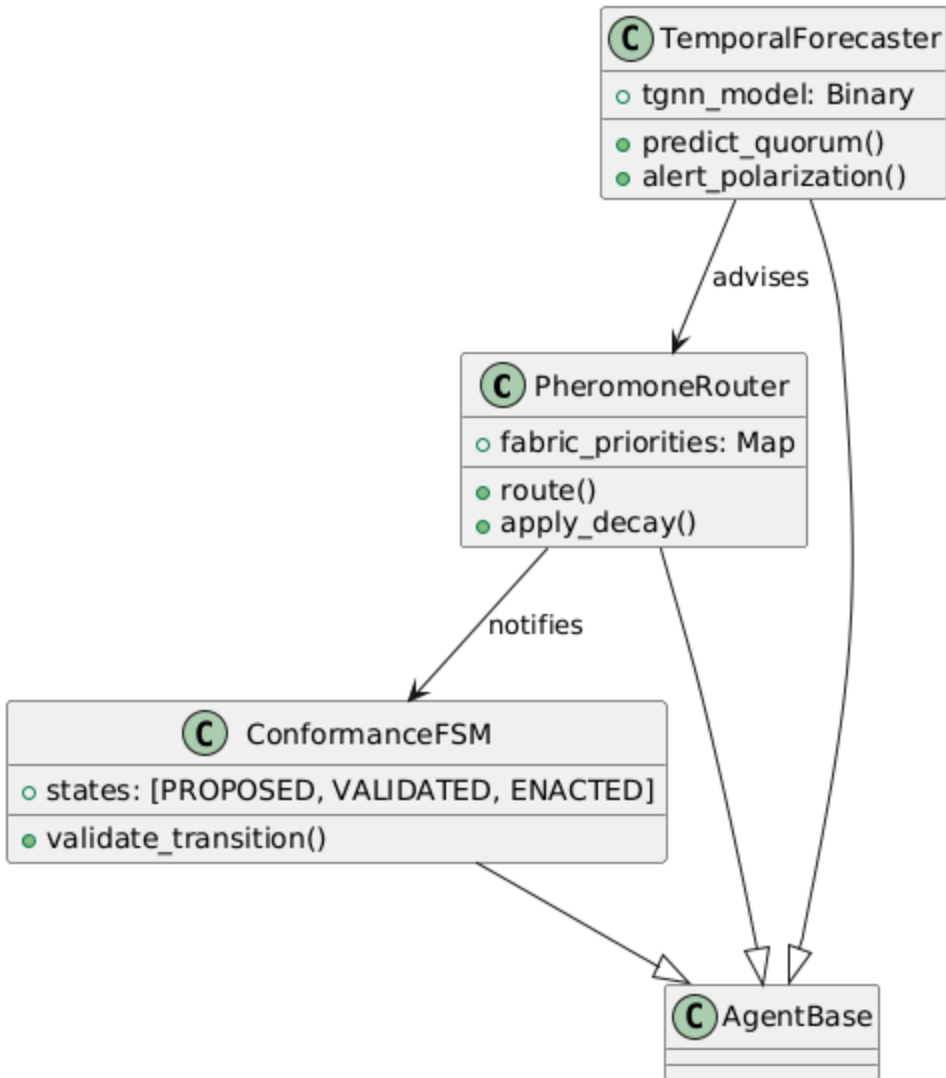 C TemporalForecaster
tgnn_model: Binary
predict_quorum()
alert_polarization()
advises
C PheromoneRouter
fabric_priorities: Map
route()
apply_decay()
notifies
C ConformanceFSM
states: [PROPOSED, VALIDATED, ENACTED]
validate_transition()
C AgentBase